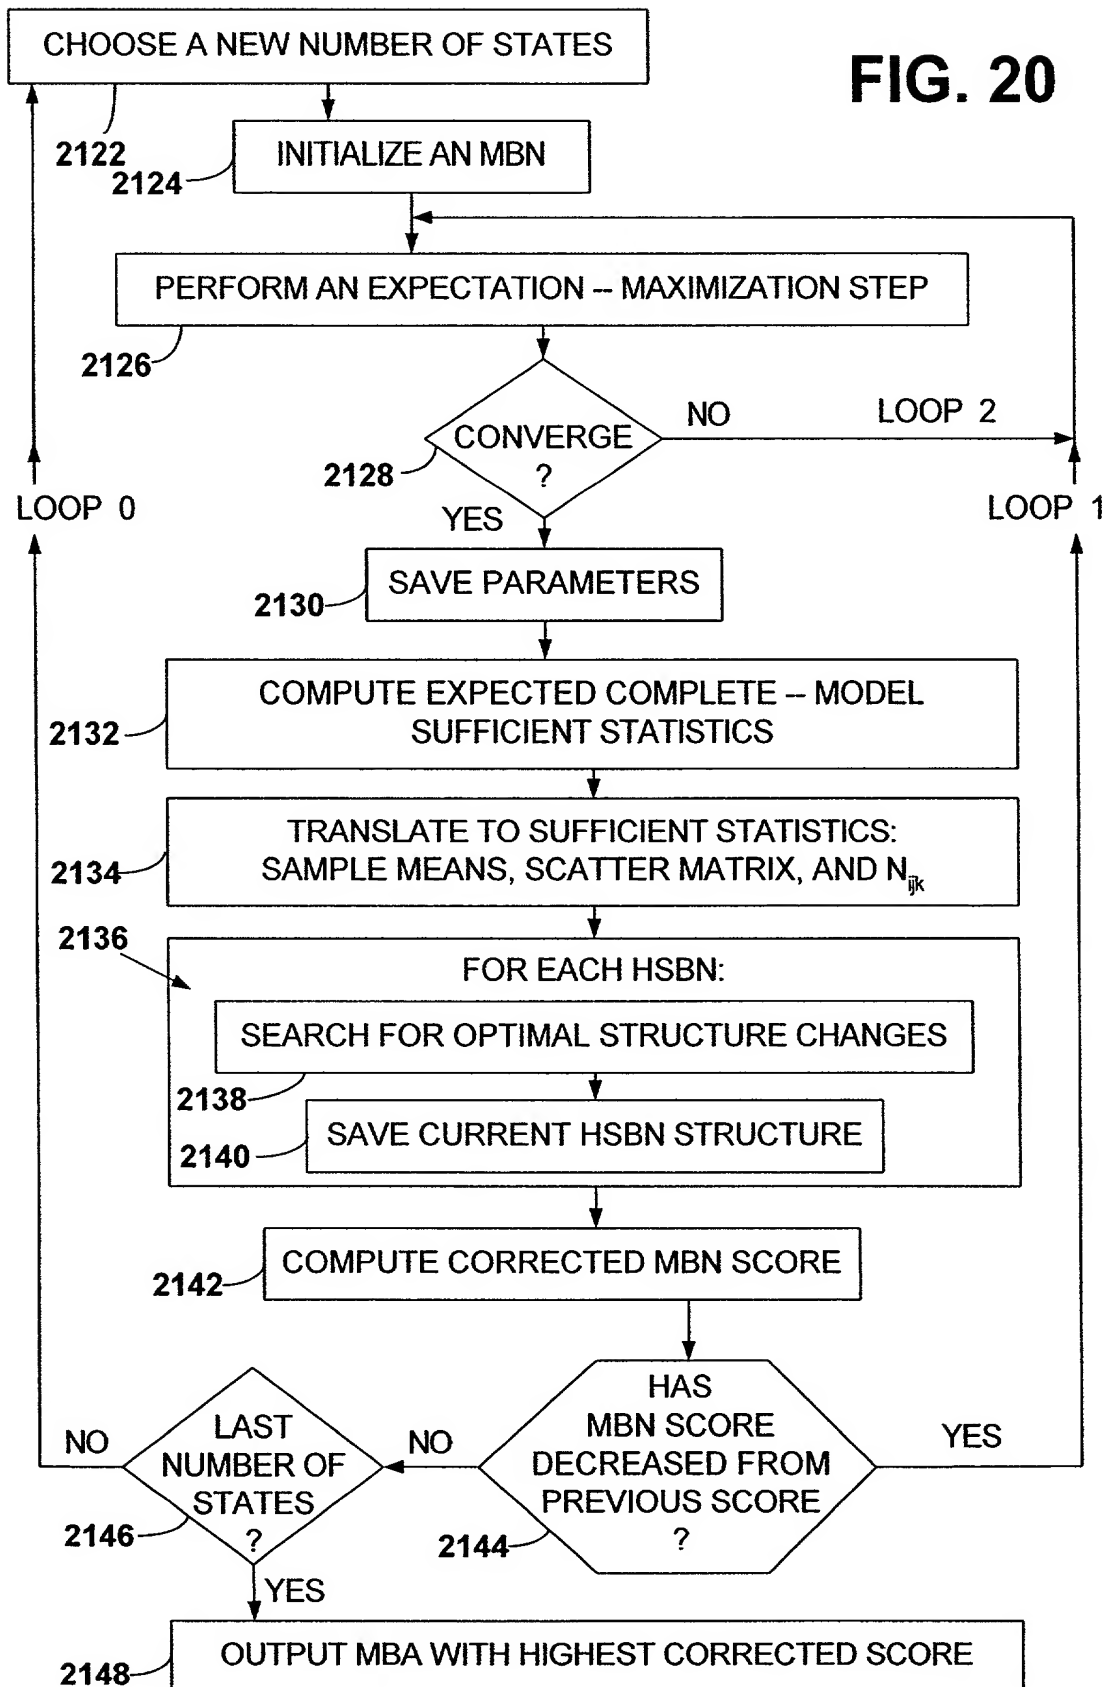 CHOOSE A NEW NUMBER OF STATES
FIG. 20
2122
2124
INITIALIZE AN MBN
PERFORM AN EXPECTATION -- MAXIMIZATION STEP
2126
CONVERGE
?
2128
NO
LOOP 2
LOOP 0
LOOP 1
YES
SAVE PARAMETERS
2130
COMPUTE EXPECTED COMPLETE -- MODEL
SUFFICIENT STATISTICS
2132
TRANSLATE TO SUFFICIENT STATISTICS:
SAMPLE MEANS, SCATTER MATRIX, AND Nijk
2134
2136
FOR EACH HSBN:
SEARCH FOR OPTIMAL STRUCTURE CHANGES
2138
SAVE CURRENT HSBN STRUCTURE
2140
COMPUTE CORRECTED MBN SCORE
2142
HAS
MBN SCORE
DECREASED FROM
PREVIOUS SCORE
?
2144
YES
NO
LAST
NUMBER OF
STATES
?
2146
NO
YES
OUTPUT MBA WITH HIGHEST CORRECTED SCORE
2148